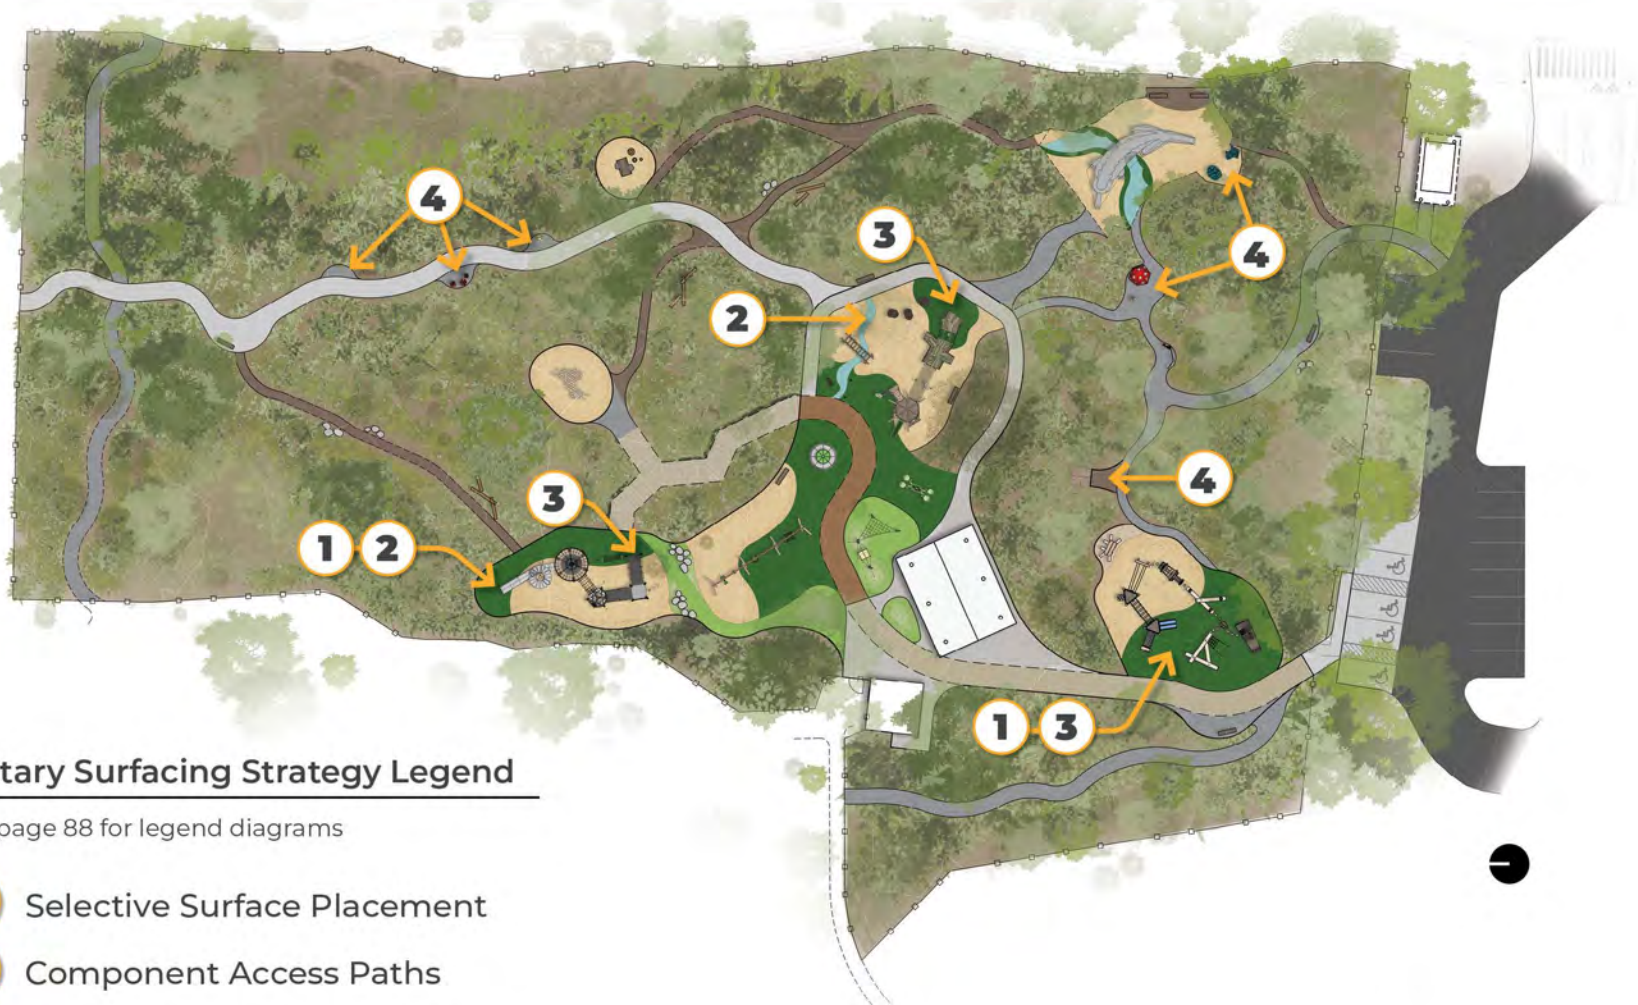 4
3
4
2
4
3
1 2
1 3
tary Surfacing Strategy Legend
page 88 for legend diagrams
Selective Surface Placement
Component Access Paths